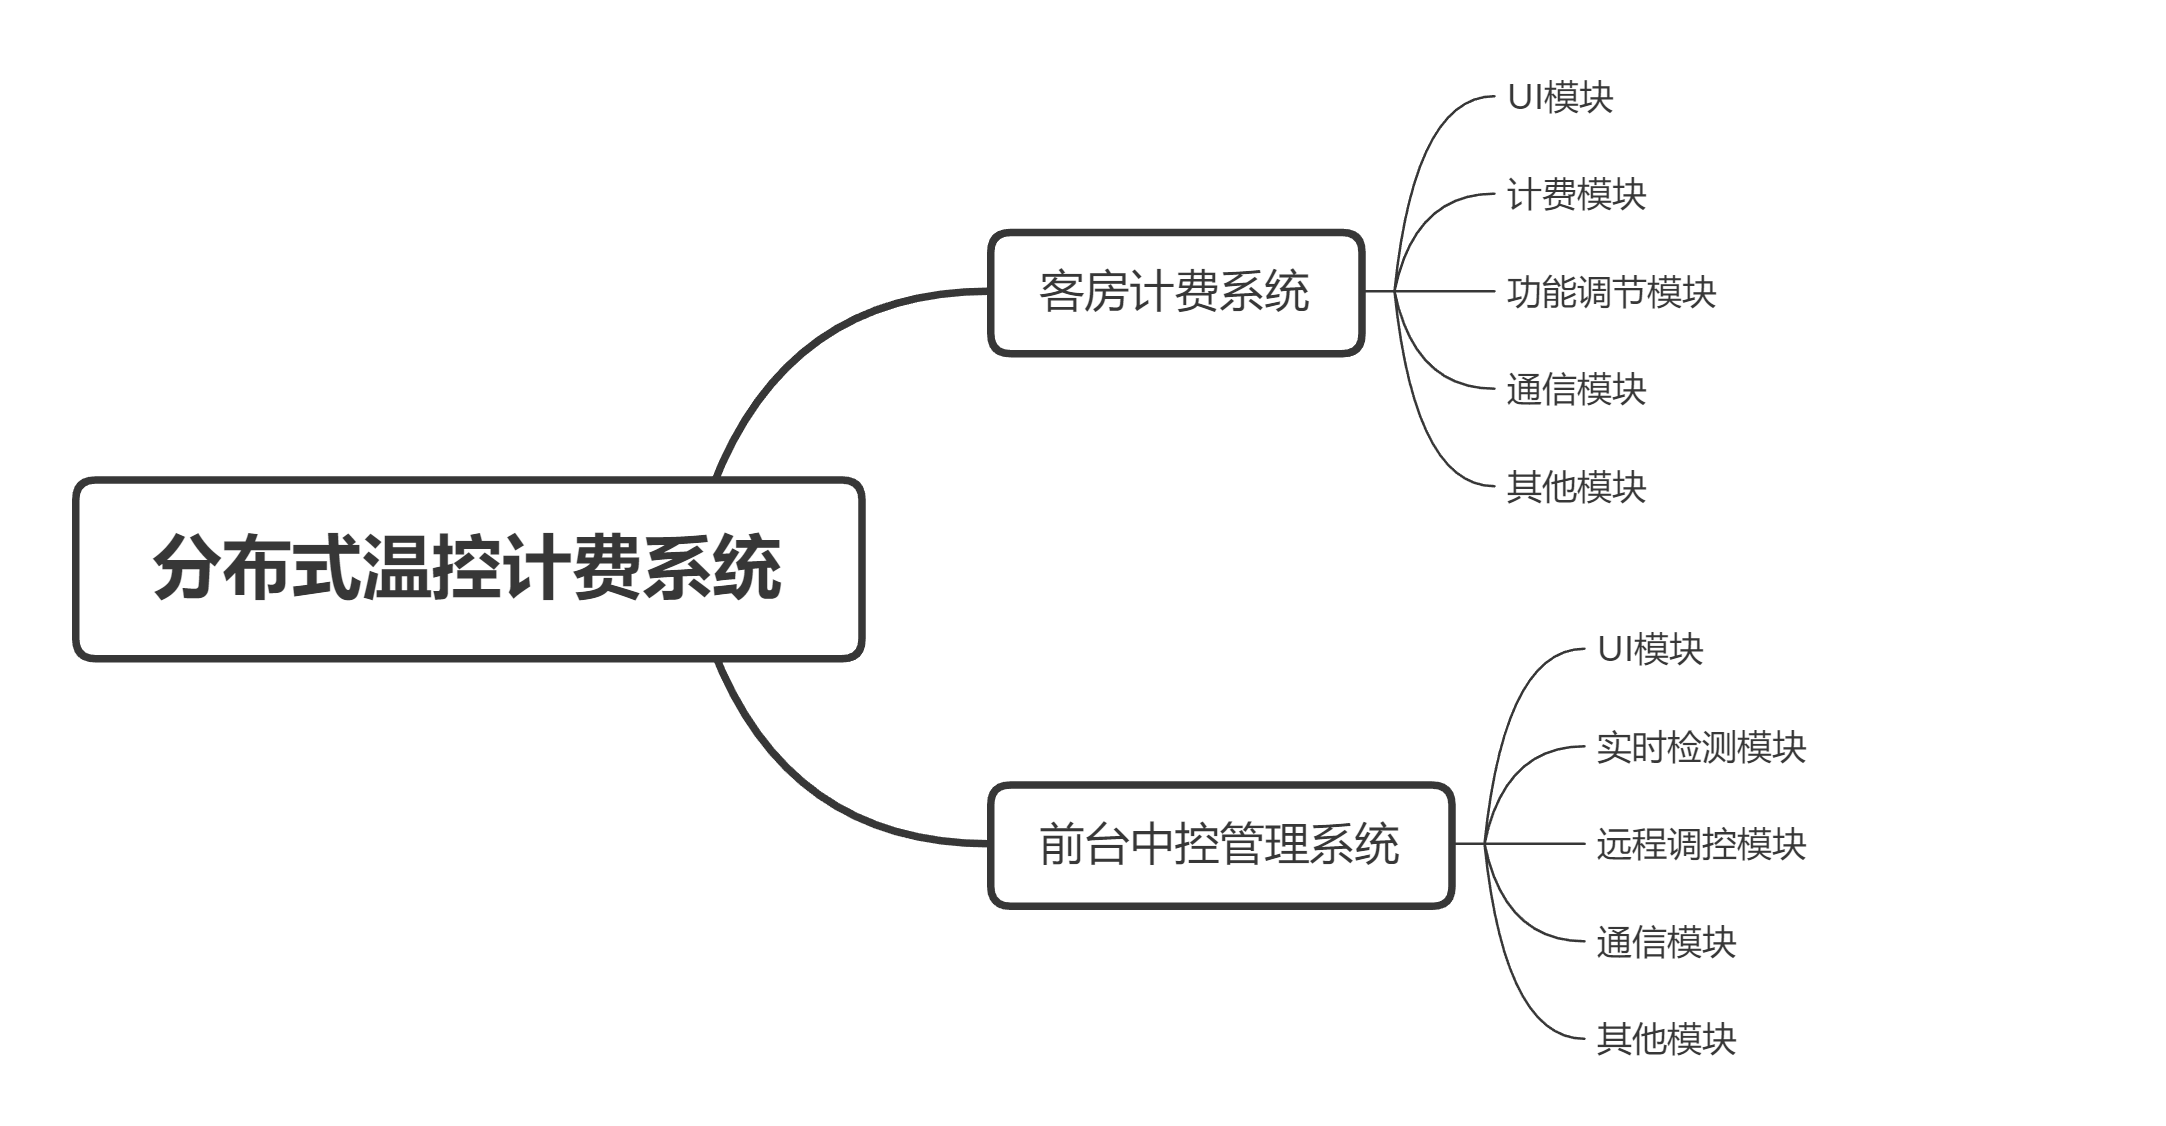 分布式温控计费系统
客房计费系统
UI模块
计费模块
功能调节模块
通信模块
其他模块
前台中控管理系统
UI模块
实时检测模块
远程调控模块
通信模块
其他模块